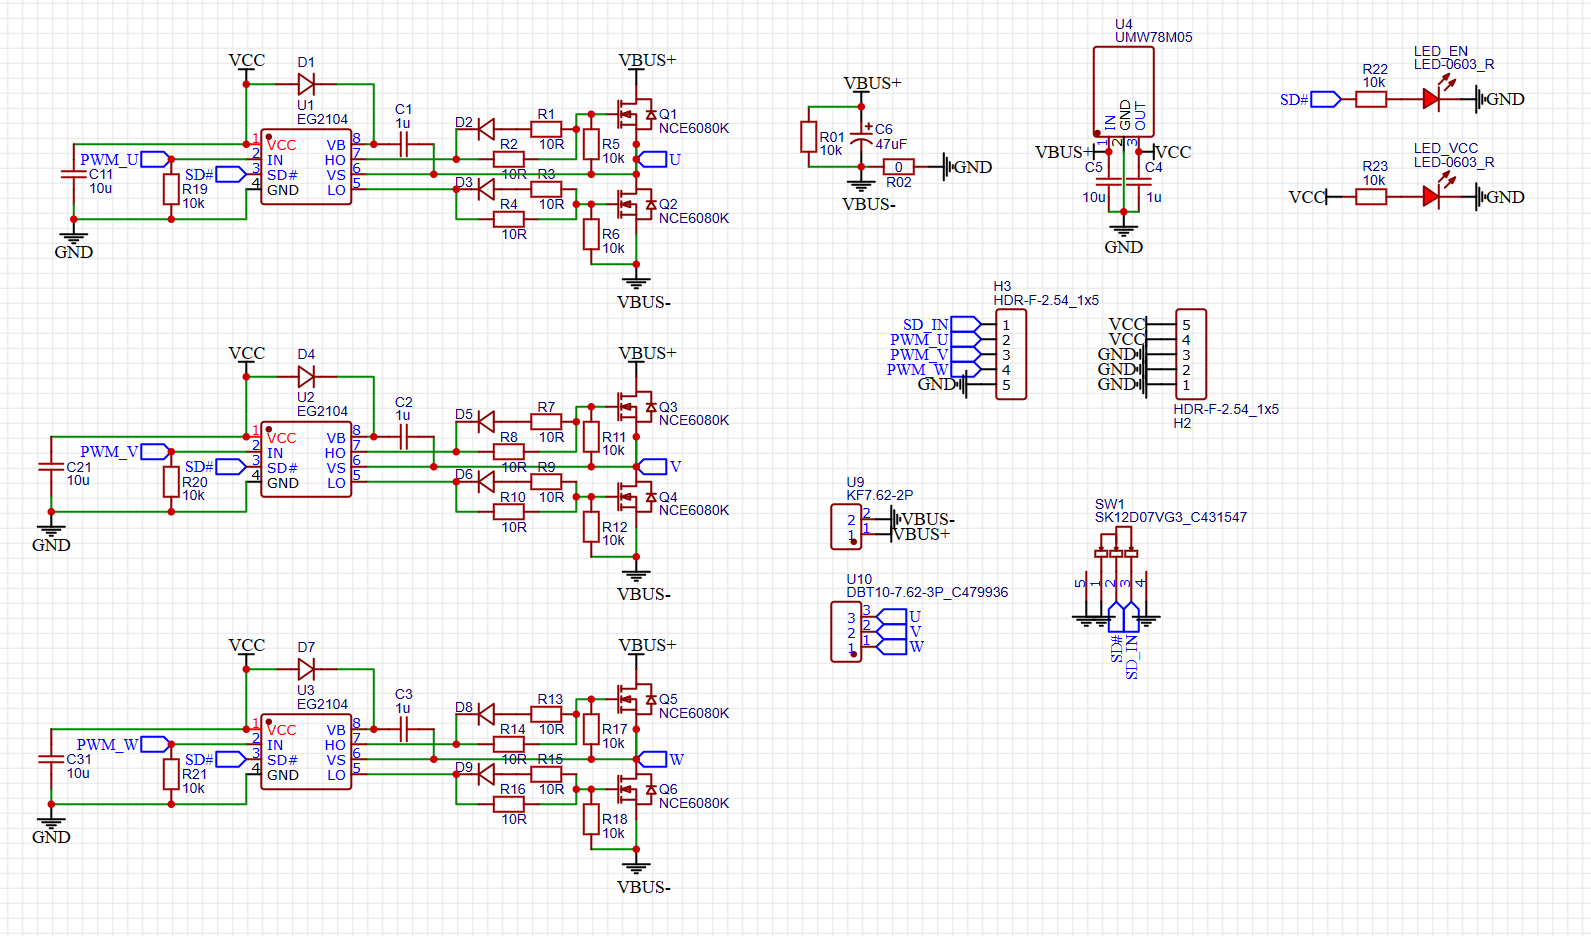 VCC
D1
U1
EG2104
VCC
IN
SD#
GND
VB
HO
VS
LO
1
2
3
4
8
7
6
5
PWM_U
SD#
C11
10u
R19
10k
GND
C1
1u
D2
R1
10R
R2
10R
D3
R3
10R
R4
10R
R5
10k
R6
10k
VBUS+
Q1
NCE6080K
U
Q2
NCE6080K
VBUS-
VCC
D4
U2
EG2104
VCC
IN
SD#
GND
VB
HO
VS
LO
1
2
3
4
8
7
6
5
PWM_V
SD#
C21
10u
R20
10k
GND
C2
1u
D5
R7
10R
R8
10R
D6
R9
10R
R10
10R
R11
10k
R12
10k
VBUS+
Q3
NCE6080K
V
Q4
NCE6080K
VBUS-
VCC
D7
U3
EG2104
VCC
IN
SD#
GND
VB
HO
VS
LO
1
2
3
4
8
7
6
5
PWM_W
SD#
C31
10u
R21
10k
GND
C3
1u
D8
R13
10R
R14
10R
D9
R15
10R
R16
10R
R17
10k
R18
10k
VBUS+
Q5
NCE6080K
W
Q6
NCE6080K
VBUS-
VBUS+
R01
10k
+
C6
47uF
0
R02
GND
VBUS-
U4
UMW78M05
IN
GND
OUT
1
2
3
VBUS+
VCC
C5
10u
C4
1u
GND
LED_EN
LED-0603_R
R22
10k
SD#
GND
LED_VCC
LED-0603_R
R23
10k
VCC
GND
H3
HDR-F-2.54_1x5
SD_IN 1
PWM_U 2
PWM_V 3
PWM_W 4
GND 5
VCC 5
VCC 4
GND 3
GND 2
GND 1
HDR-F-2.54_1x5
H2
U9
KF7.62-2P
2 2 VBUS-
1 1 VBUS+
U10
DBT10-7.62-3P_C479936
3 3 U
2 2 V
1 1 W
SW1
SK12D07VG3_C431547
5
1
2
3
4
SD#
SD_IN